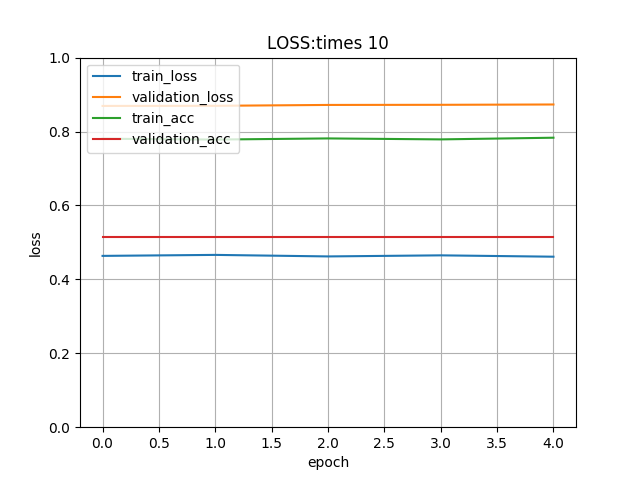 LOSS:times 10
1.0
0.8
0.6
0.4
0.2
0.0
loss
train_loss
validation_loss
train_acc
validation_acc
0.0 0.5 1.0 1.5 2.0 2.5 3.0 3.5 4.0
epoch